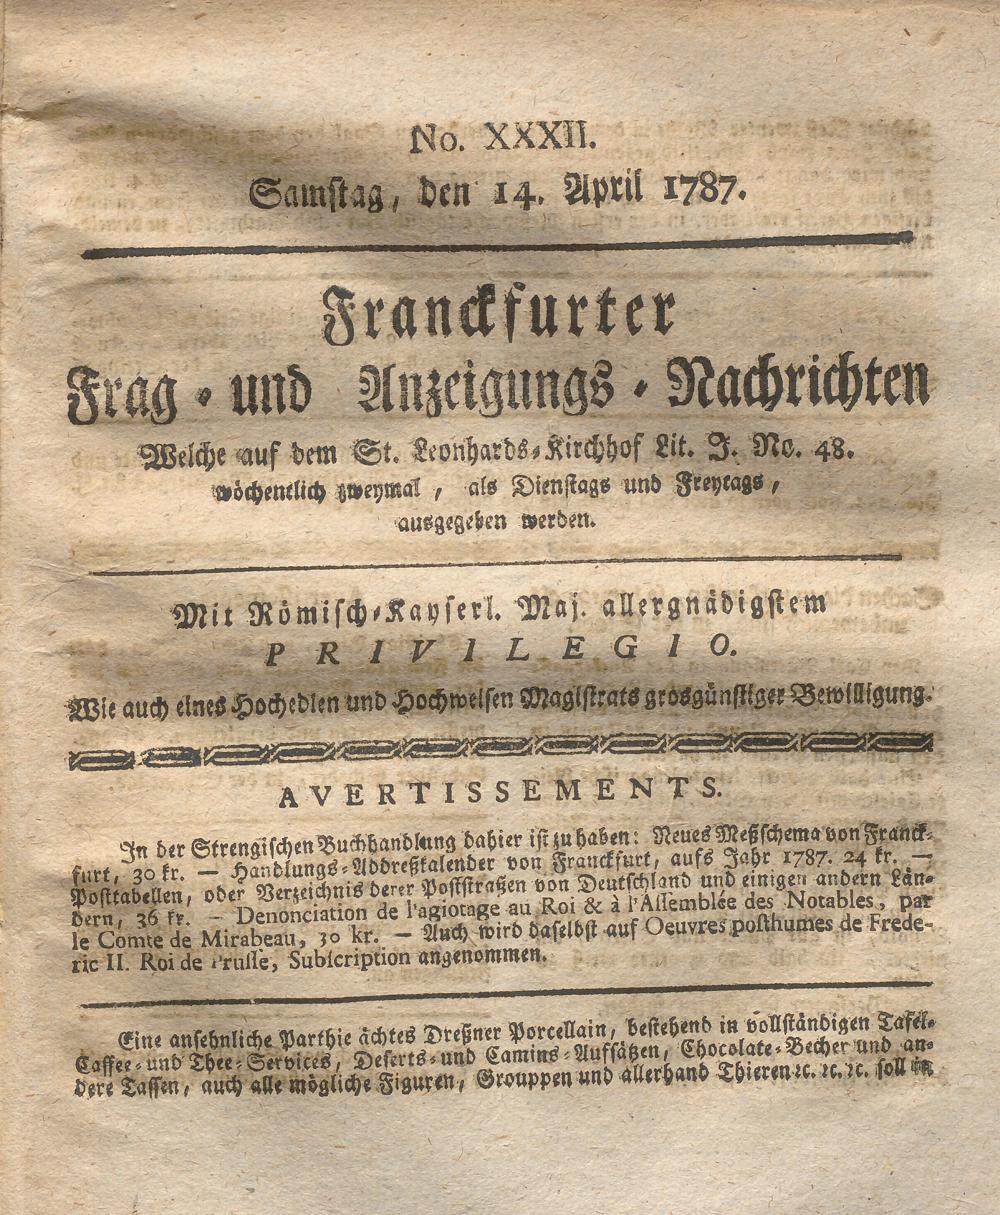 No. XXXII.
Samstag, den 14. April 1787.
Franckfurter
Frag- und Anzeigungs-Nachrichten
Welche auf dem St. Leonhards-Kirchhof Lit. J. No. 48.
wöchentlich zweymal, als Dienstags und Freytags,
ausgegeben werden.
Mit Römisch-Kayserl. Maj. allergnädigstem
PRIVILEGIO.
Wie auch eines Hochedlen und Hochweisen Magistrats grosgünstiger Bewilligung.
AVERTISSEMENTS.
In der Strengischen Buchhandlung dahier ist zu haben: Neues Meßschema von Franck-
furt, 30 kr. — Handlungs-Addreßkalender von Franckfurt, aufs Jahr 1787. 24 kr. —
Posttabellen, oder Verzeichnis derer Poststraßen von Deutschland und einigen andern Län-
dern, 36 kr. — Denonciation de l'agiotage au Roi & à l'Assemblée des Notables, par
le Comte de Mirabeau, 30 kr. — Auch wird daselbst auf Oeuvres posthumes de Frede-
ric II. Roi de Prusse, Subscription angenommen.
Eine ansehnliche Parthie ächtes Dreßner Porcellain, bestehend in vollständigen Tafel-
Caffee- und Thee-Services, Deserts- und Camins-Aufsätzen, Chocolate-Becher und an-
dere Tassen, auch alle mögliche Figuren, Grouppen und allerhand Thieren ꝛc. ꝛc. ꝛc. soll in